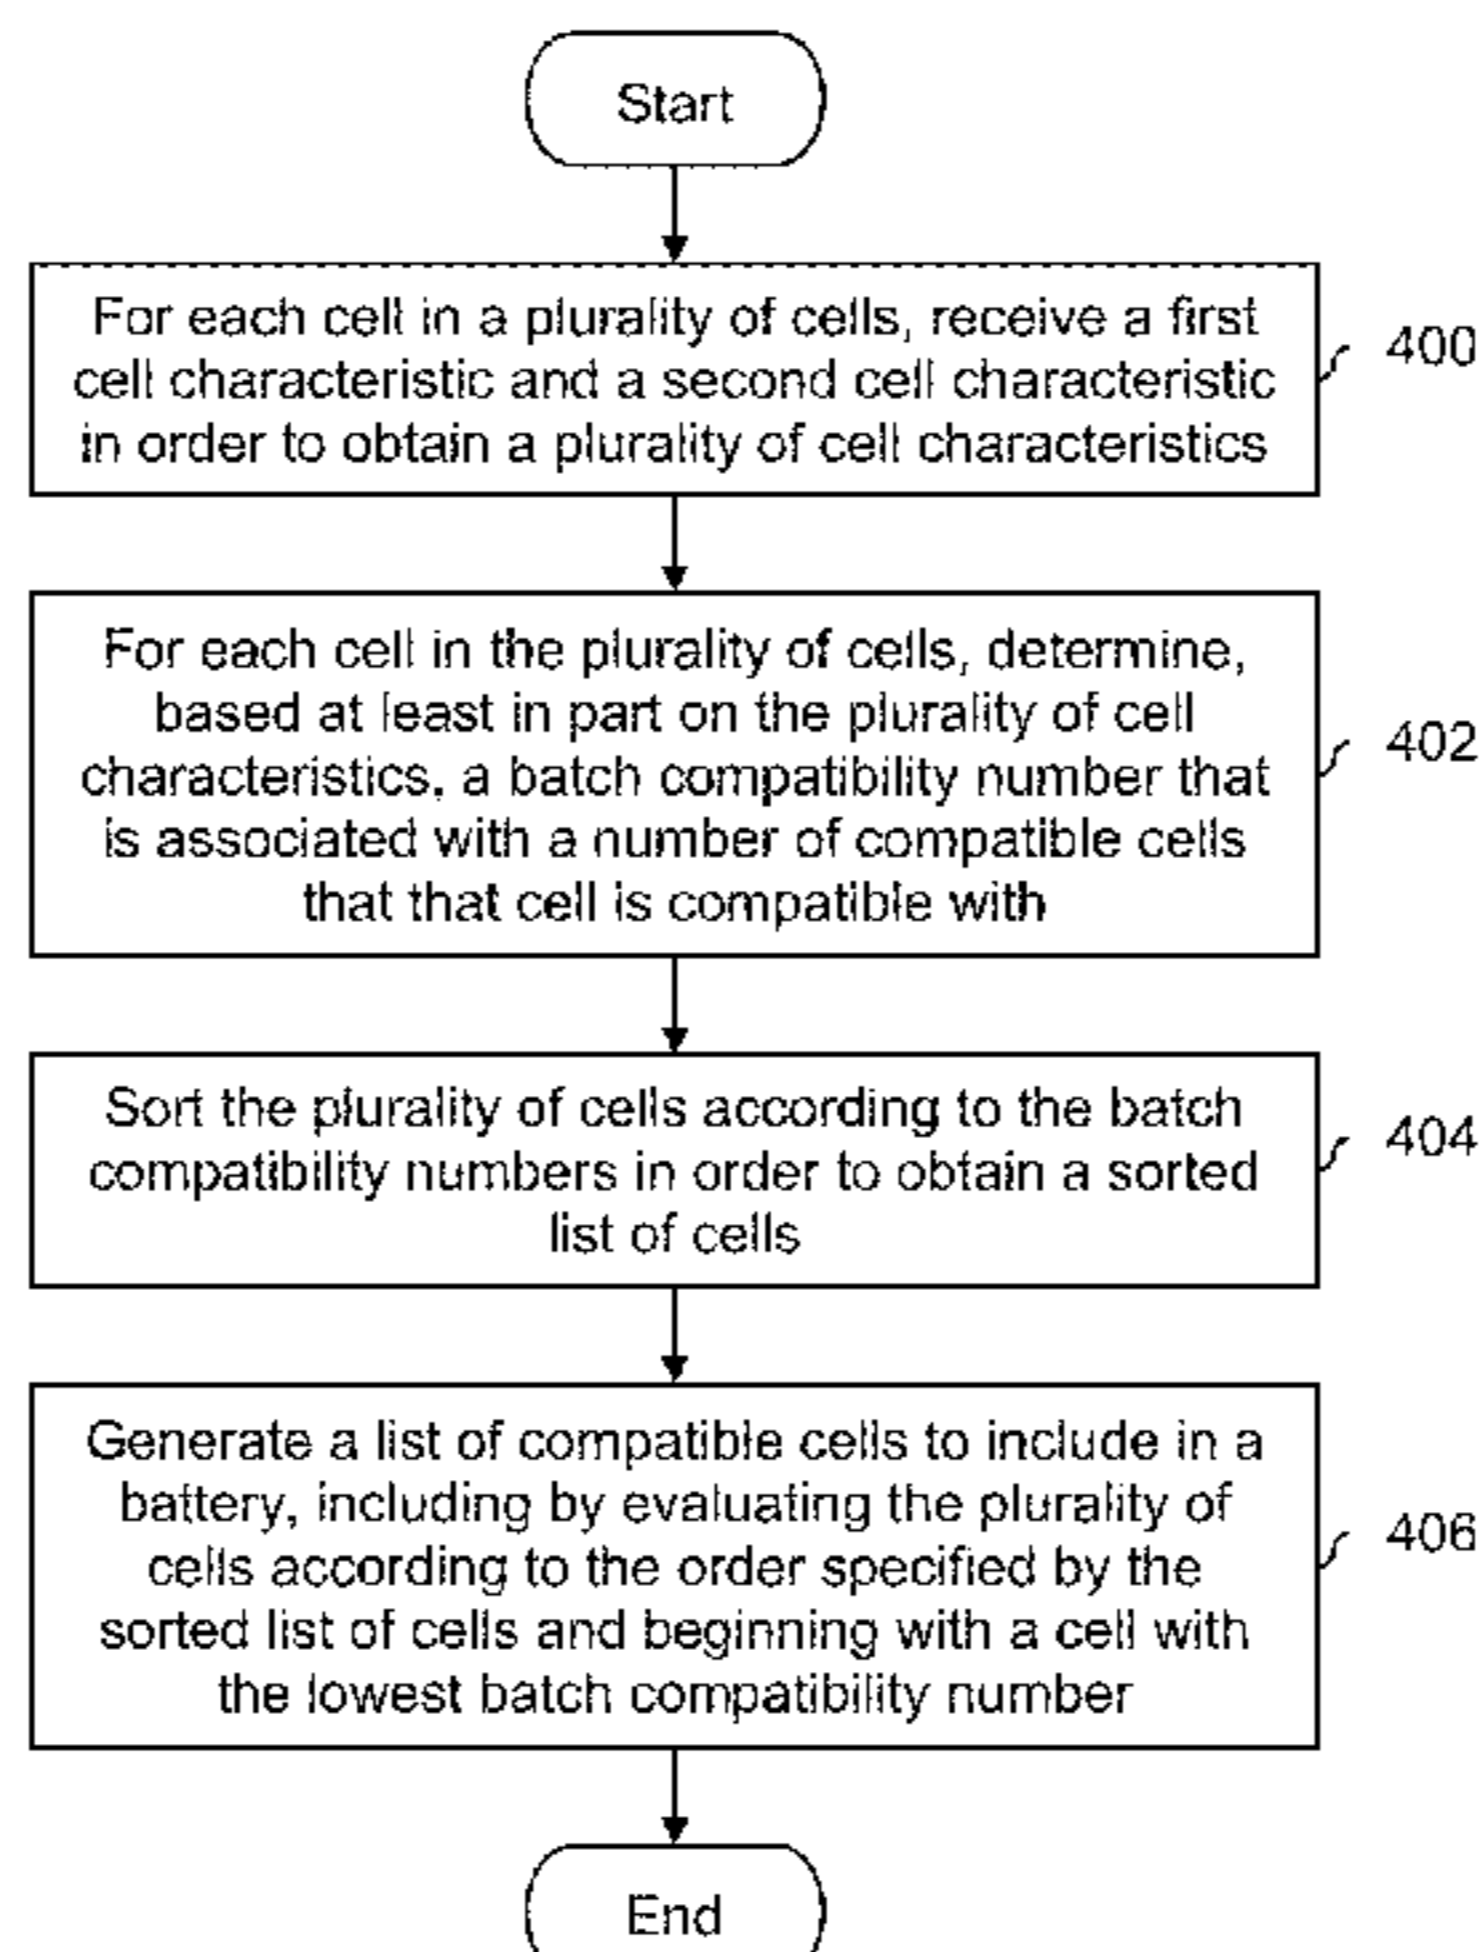 Start
For each cell in a plurality of cells, receive a first
cell characteristic and a second cell characteristic
in order to obtain a plurality of cell characteristics
400
For each cell in the plurality of cells, determine,
based at least in part on the plurality of cell
characteristics, a batch compatibility number that
is associated with a number of compatible cells
that that cell is compatible with
402
Sort the plurality of cells according to the batch
compatibility numbers in order to obtain a sorted
list of cells
404
Generate a list of compatible cells to include in a
battery, including by evaluating the plurality of
cells according to the order specified by the
sorted list of cells and beginning with a cell with
the lowest batch compatibility number
406
End